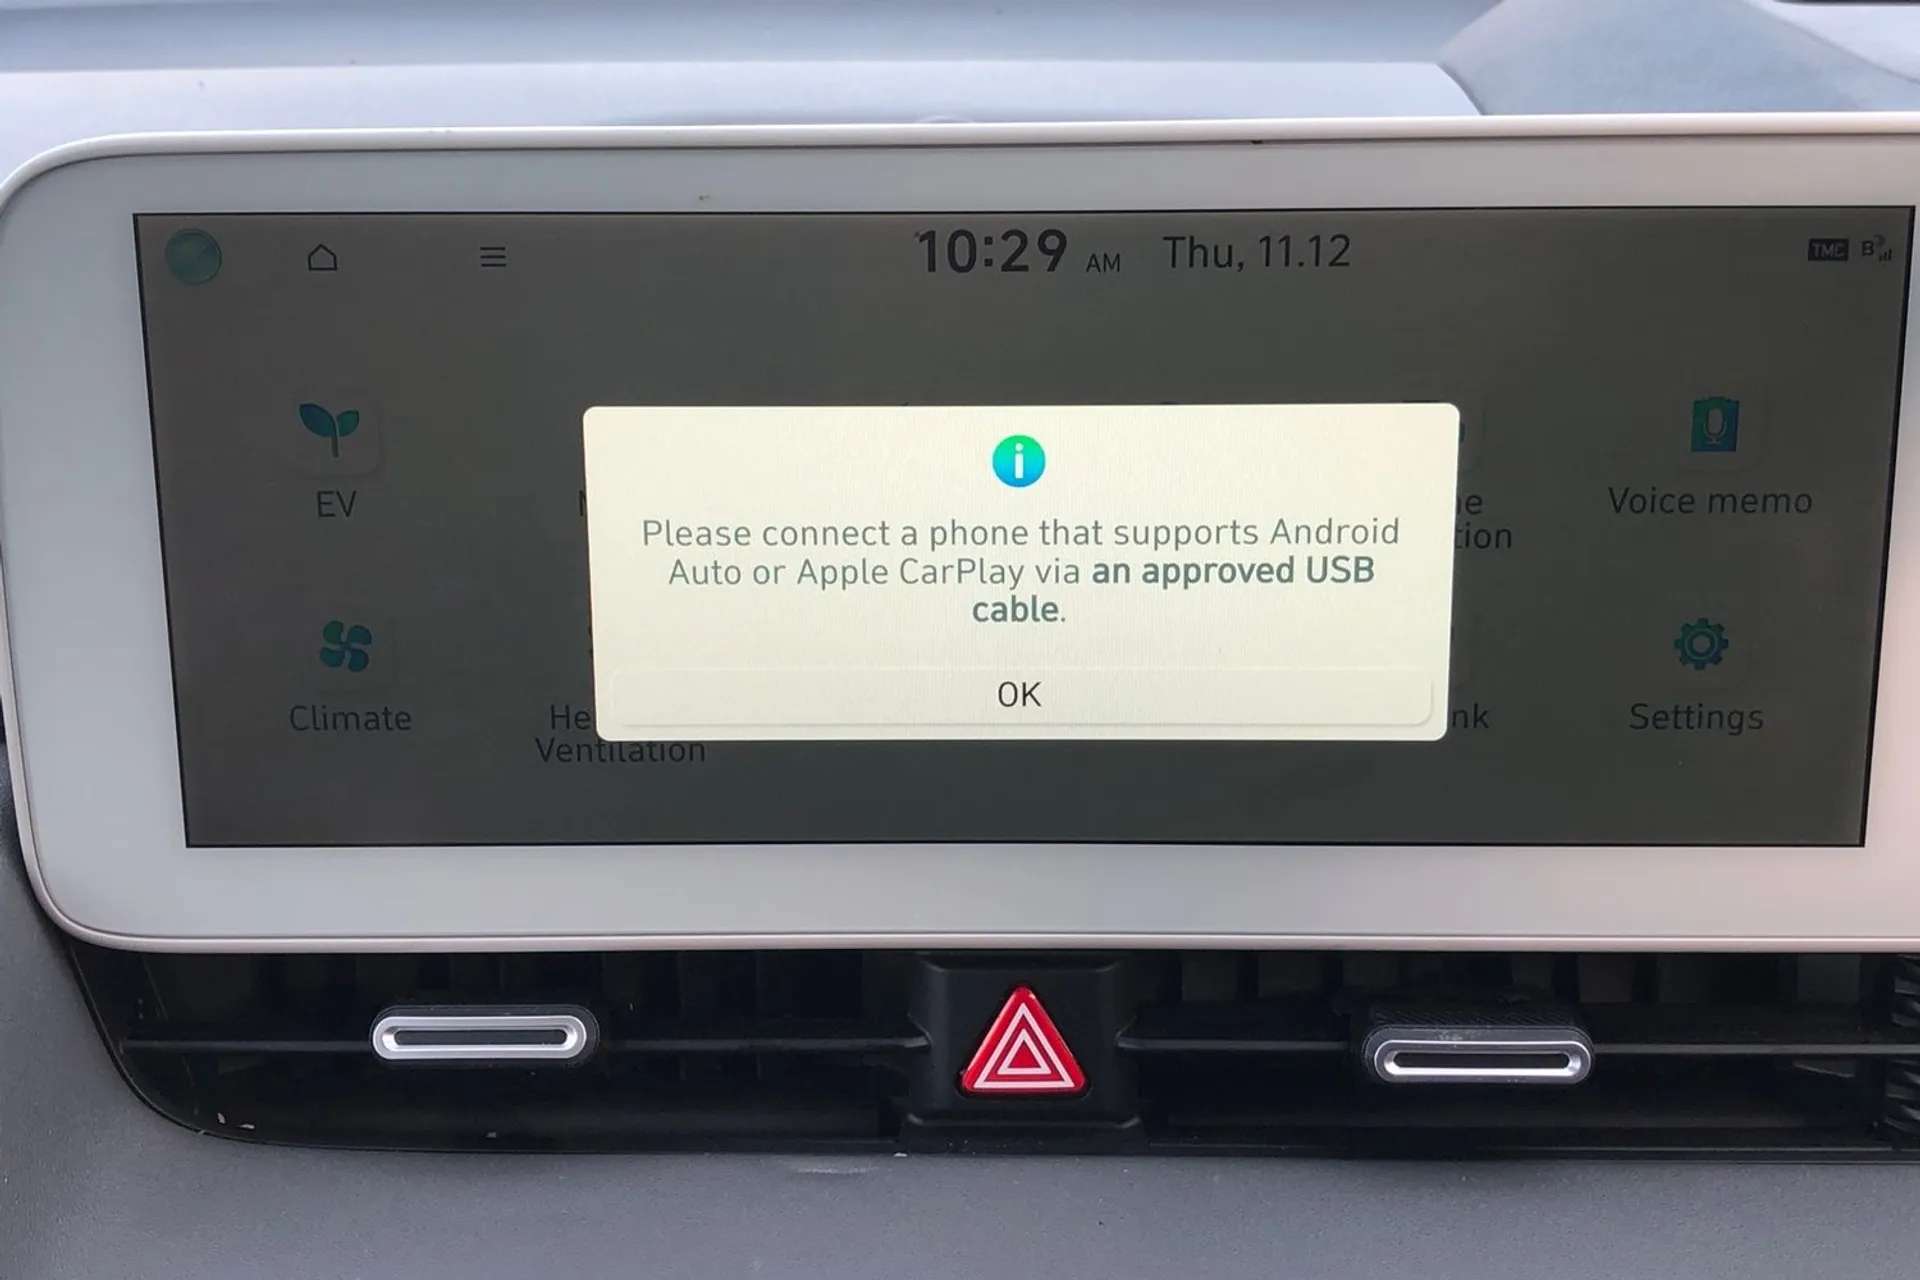 10:29 AM Thu, 11.12
TMC B
EV
Voice memo
Please connect a phone that supports Android
Auto or Apple CarPlay via an approved USB
cable.
OK
Climate
Ventilation
Settings